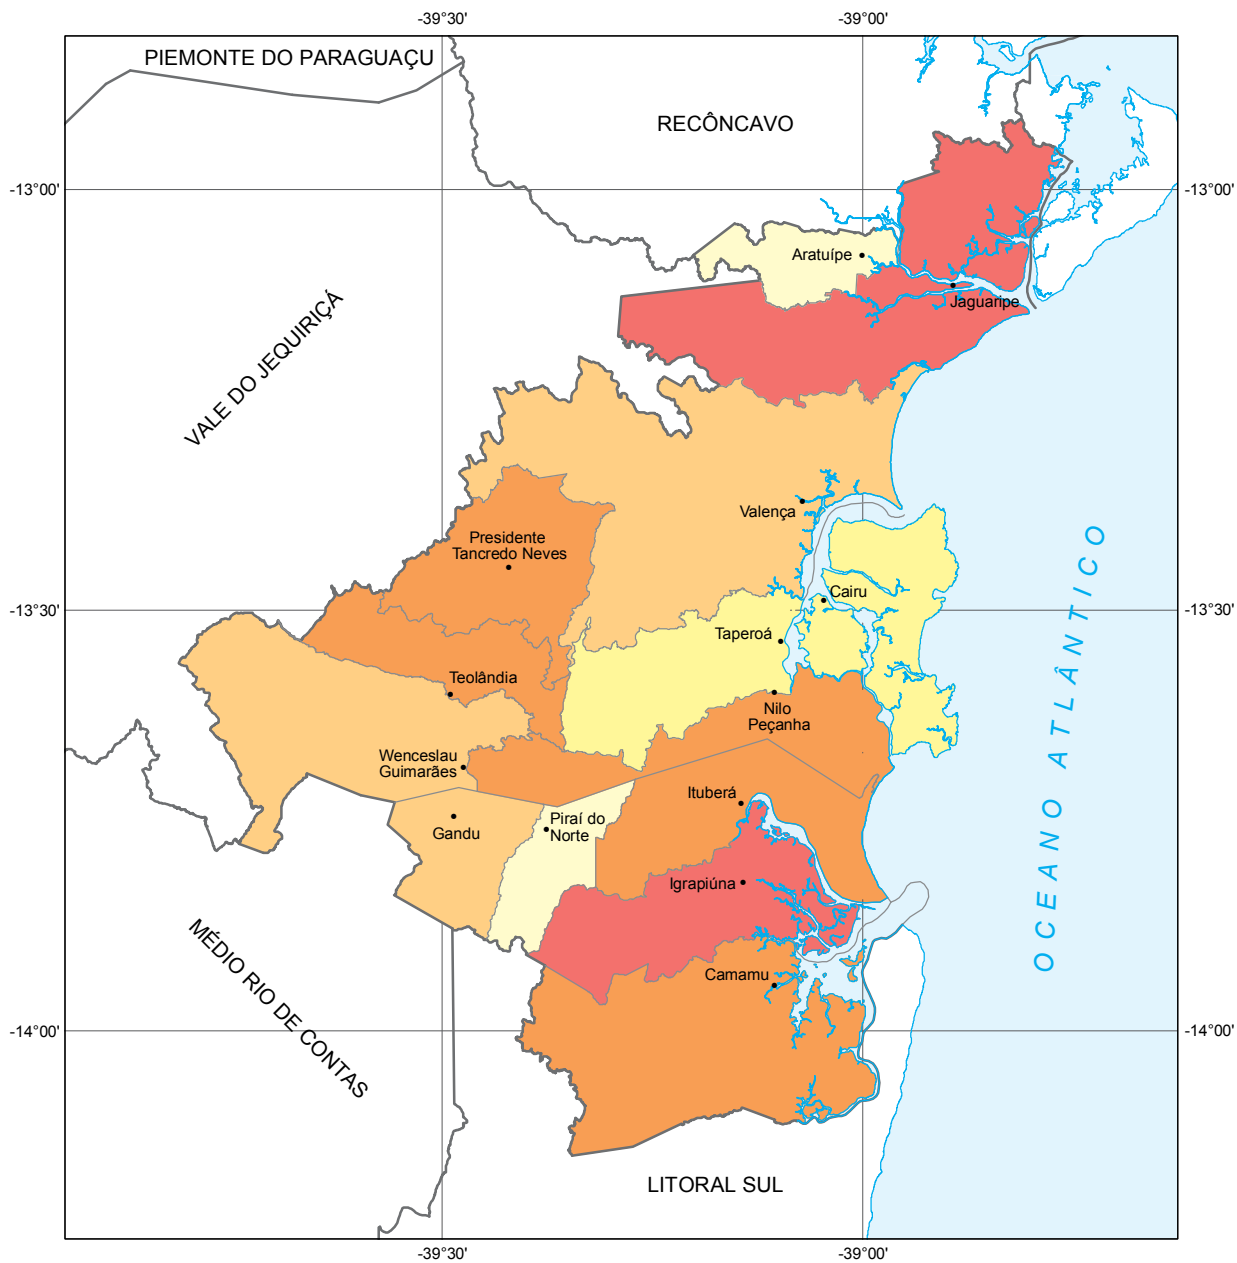 -39°30'
-39°00'
PIEMONTE DO PARAGUAÇU
RECÔNCAVO
-13°00'
-13°00'
Aratuípe
Jaguaripe
VALE DO JEQUIRIÇÁ
Valença
Presidente
Tancredo Neves
OCEANO ATLÂNTICO
Cairu
-13°30'
-13°30'
Taperoá
Teolândia
Nilo
Peçanha
Wenceslau
Guimarães
Ituberá
Gandu
Piraí do
Norte
Igrapiúna
MÉDIO RIO DE CONTAS
Camamu
-14°00'
-14°00'
LITORAL SUL
-39°30'
-39°00'